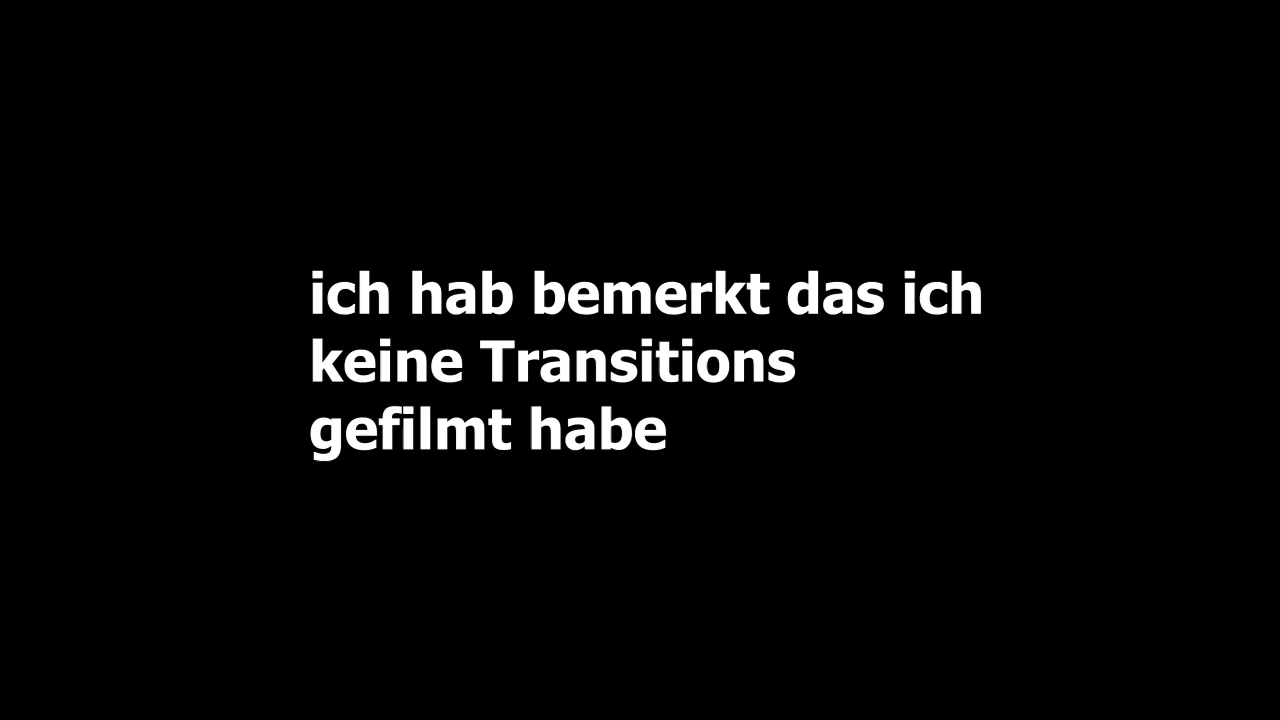 ich hab bemerkt das ich
keine Transitions
gefilmt habe